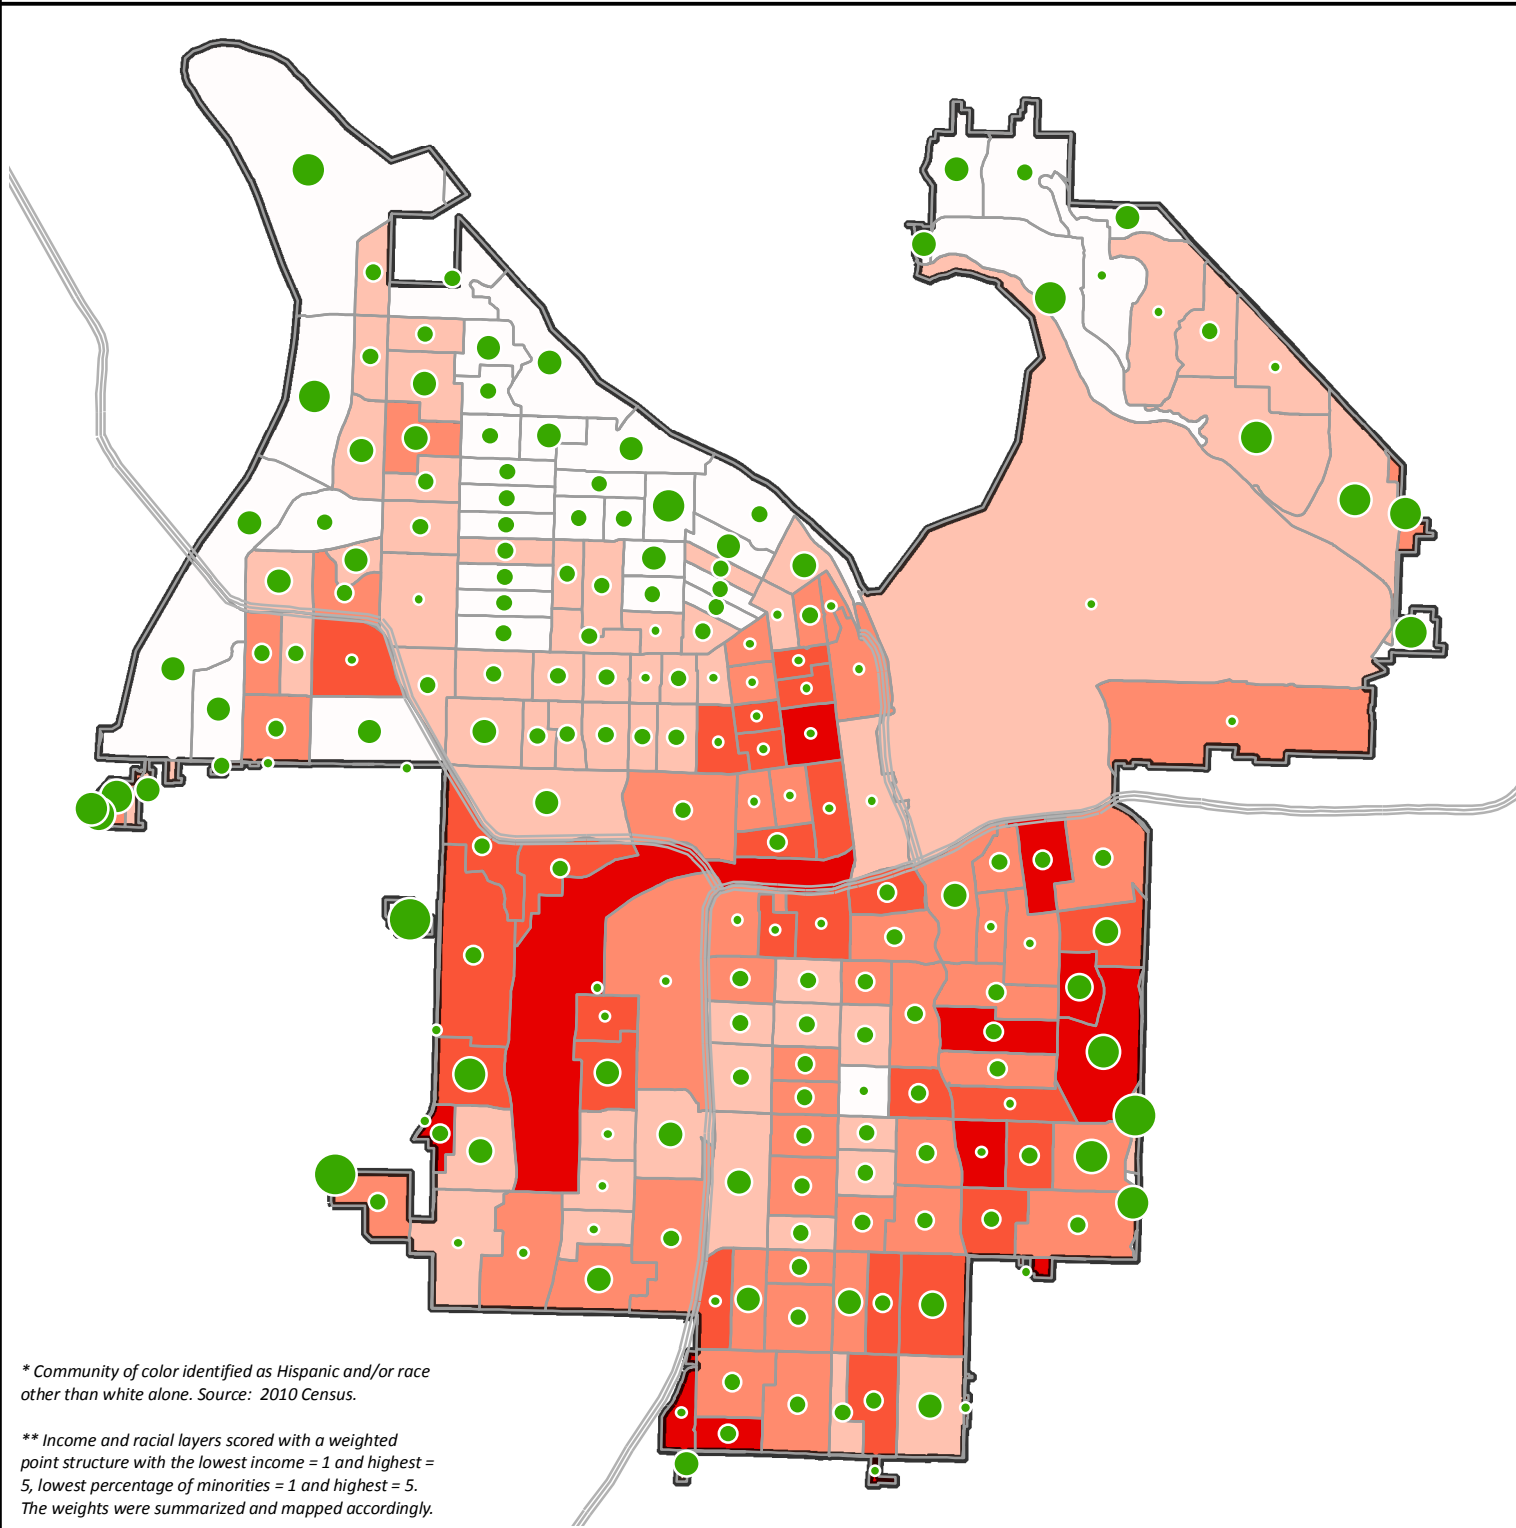 * Community of color identified as Hispanic and/or race
other than white alone. Source:  2010 Census.
** Income and racial layers scored with a weighted
point structure with the lowest income = 1 and highest =
5, lowest percentage of minorities = 1 and highest = 5.
The weights were summarized and mapped accordingly.